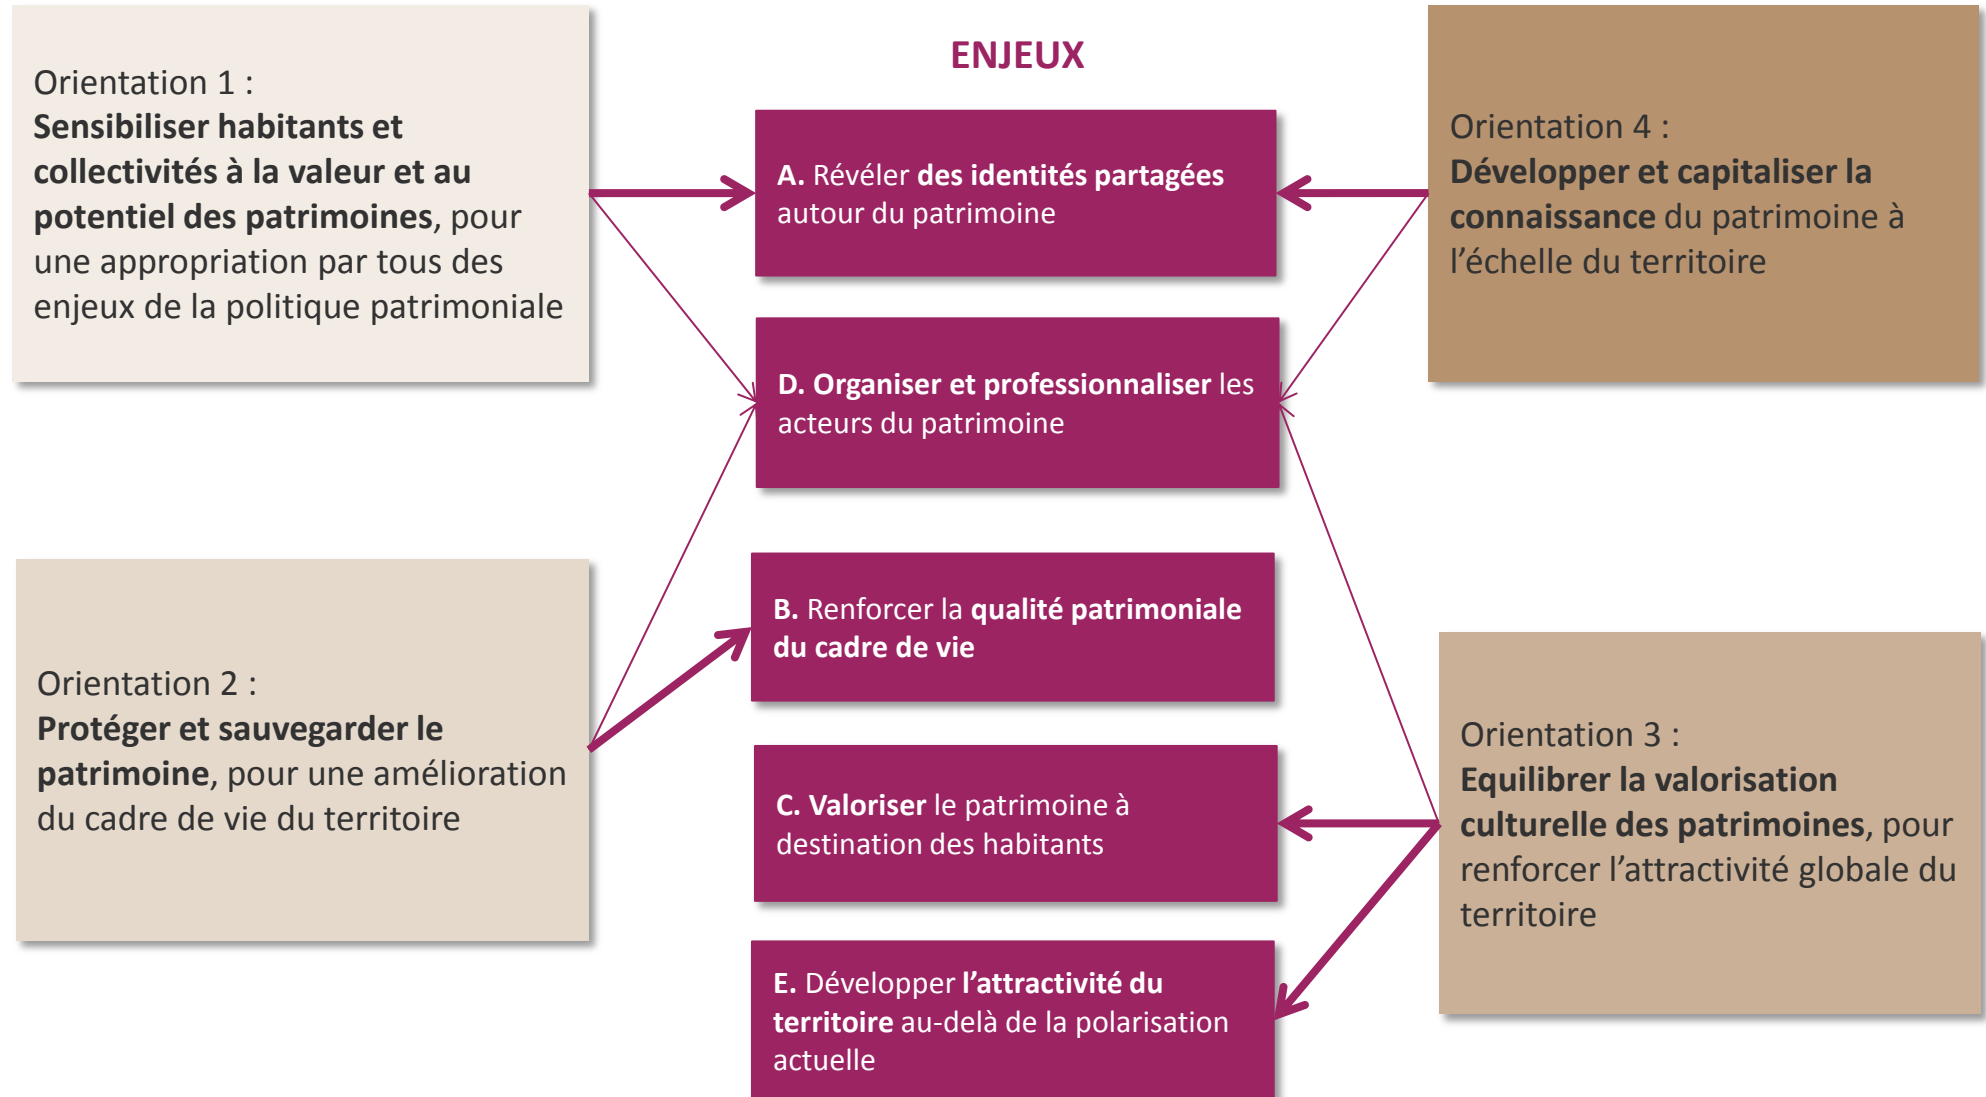 Orientation 1 :
Sensibiliser habitants et
collectivités à la valeur et au
potentiel des patrimoines, pour
une appropriation par tous des
enjeux de la politique patrimoniale
Orientation 2 :
Protéger et sauvegarder le
patrimoine, pour une amélioration
du cadre de vie du territoire
ENJEUX
A. Révéler des identités partagées
autour du patrimoine
D. Organiser et professionnaliser les
acteurs du patrimoine
B. Renforcer la qualité patrimoniale
du cadre de vie
C. Valoriser le patrimoine à
destination des habitants
E. Développer l’attractivité du
territoire au-delà de la polarisation
actuelle
Orientation 4 :
Développer et capitaliser la
connaissance du patrimoine à
l’échelle du territoire
Orientation 3 :
Equilibrer la valorisation
culturelle des patrimoines, pour
renforcer l’attractivité globale du
territoire